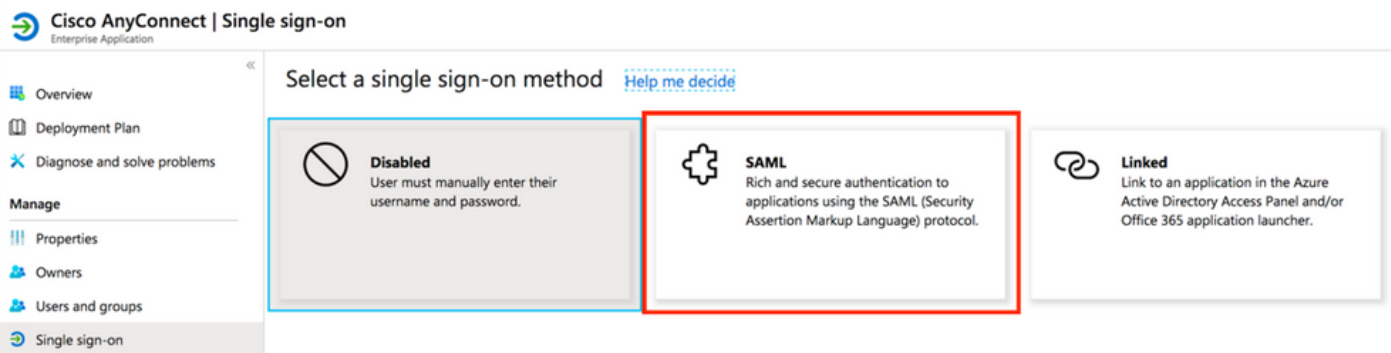 Cisco AnyConnect | Single sign-on
Enterprise Application
«
Overview
Deployment Plan
Diagnose and solve problems
Manage
Properties
Owners
Users and groups
Single sign-on
Select a single sign-on method Help me decide
Disabled
User must manually enter their
username and password.
SAML
Rich and secure authentication to
applications using the SAML (Security
Assertion Markup Language) protocol.
Linked
Link to an application in the Azure
Active Directory Access Panel and/or
Office 365 application launcher.